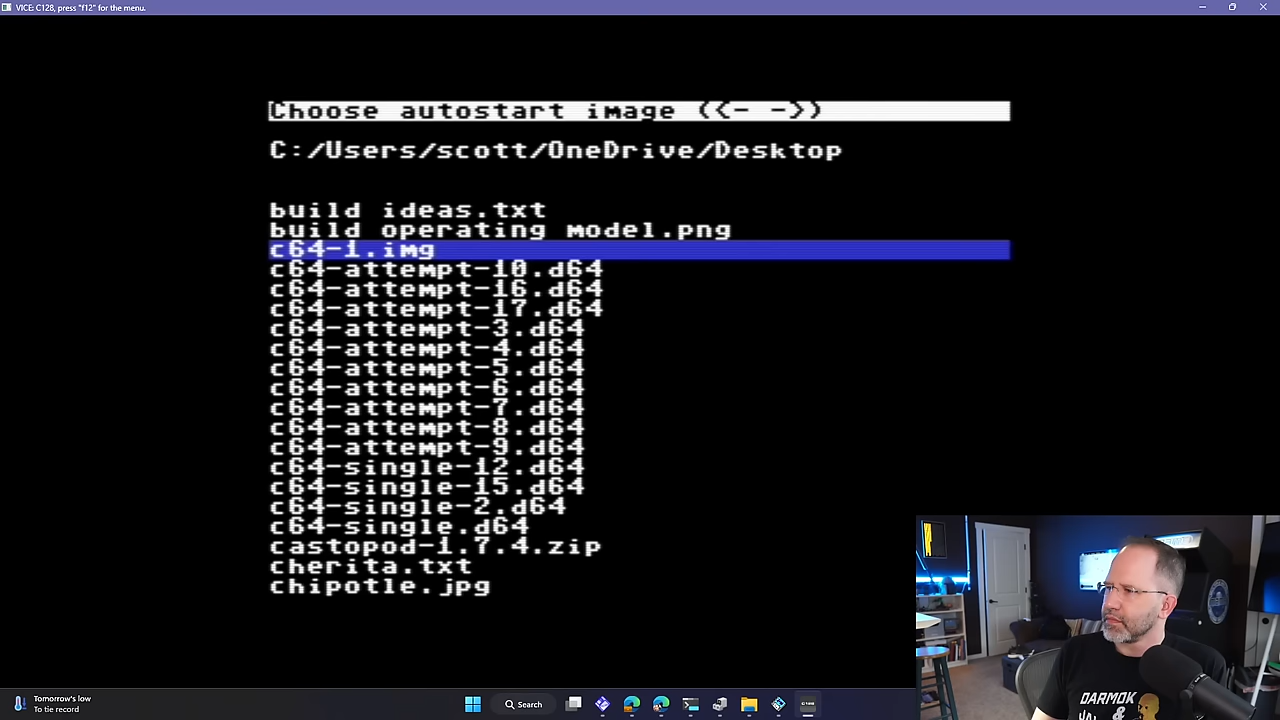 VICE: C128, press "f12" for the menu.
Choose autostart image (<- ->)
C:/Users/scott/OneDrive/Desktop
build ideas.txt
build operating model.png
c64-1.img
c64-attempt-10.d64
c64-attempt-16.d64
c64-attempt-17.d64
c64-attempt-3.d64
c64-attempt-4.d64
c64-attempt-5.d64
c64-attempt-6.d64
c64-attempt-7.d64
c64-attempt-8.d64
c64-attempt-9.d64
c64-single-12.d64
c64-single-15.d64
c64-single-2.d64
c64-single.d64
castopod-1.7.4.zip
cherita.txt
chipotle.jpg
DARMOK
&
Tomorrow's low
To tie record
Search